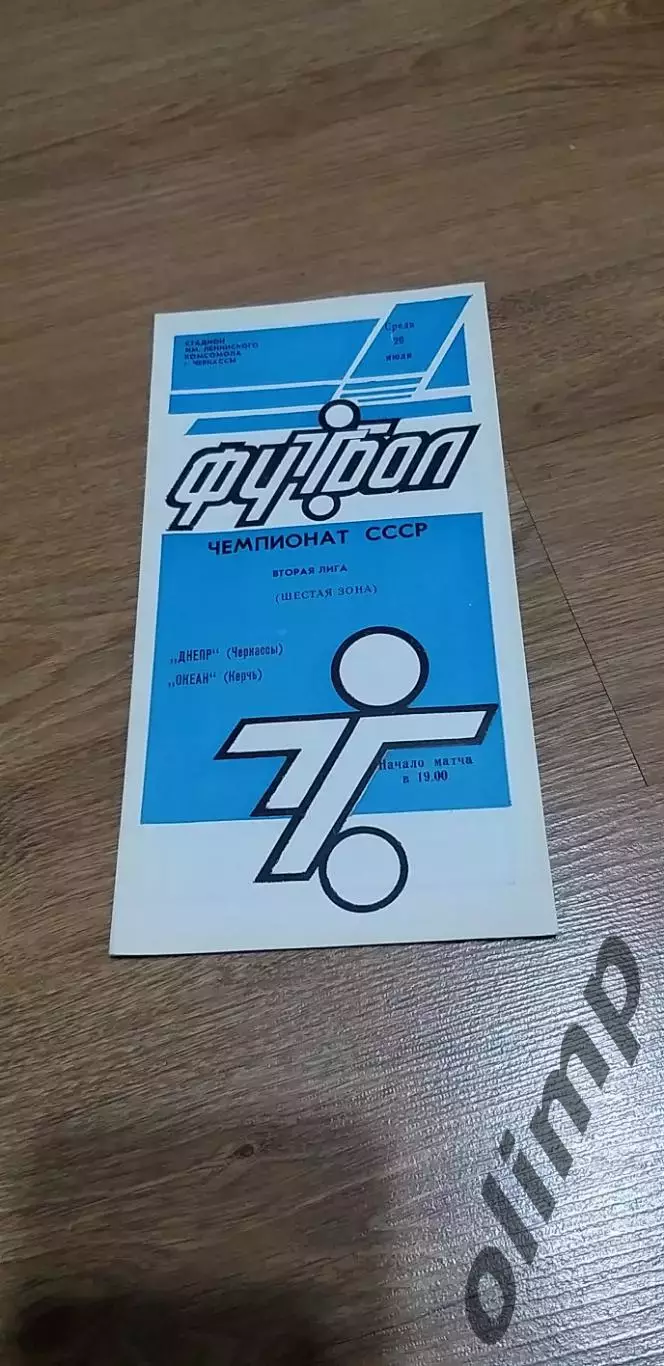 СТАДИОН
ИМ. ЛЕНИНСКОГО
КОМСОМОЛА
г. ЧЕРКАССЫ
Среда
20
июля
ФУТБОЛ
ЧЕМПИОНАТ СССР
ВТОРАЯ ЛИГА
(ШЕСТАЯ ЗОНА)
„ДНЕПР“ (Черкассы)
„ОКЕАН“ (Керчь)
Начало матча
в 19.00
olimp